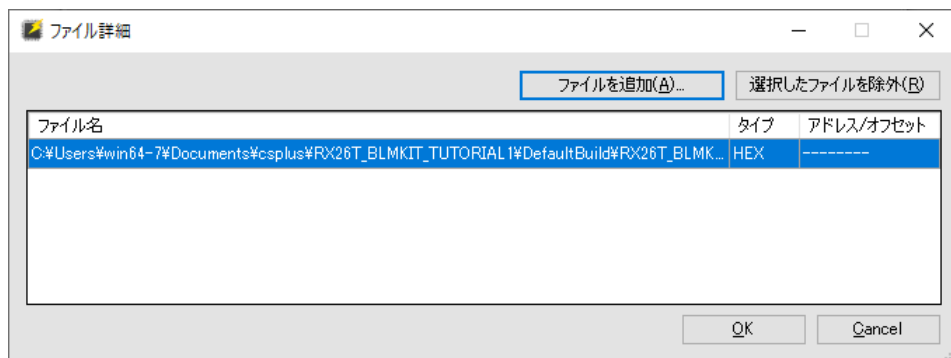 ファイル詳細
ファイルを追加(A)...
選択したファイルを除外(R)
ファイル名 タイプ アドレス/オフセット
C:¥Users¥win64-7¥Documents¥csplus¥RX26T_BLMKIT_TUTORIAL1¥DefaultBuild¥RX26T_BLMK... HEX --------
OK Cancel